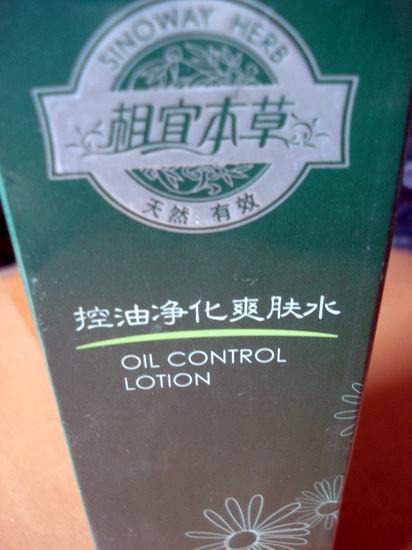 SINOWAY HERB
相宜本草
天然 有效
控油净化爽肤水
OIL CONTROL
LOTION